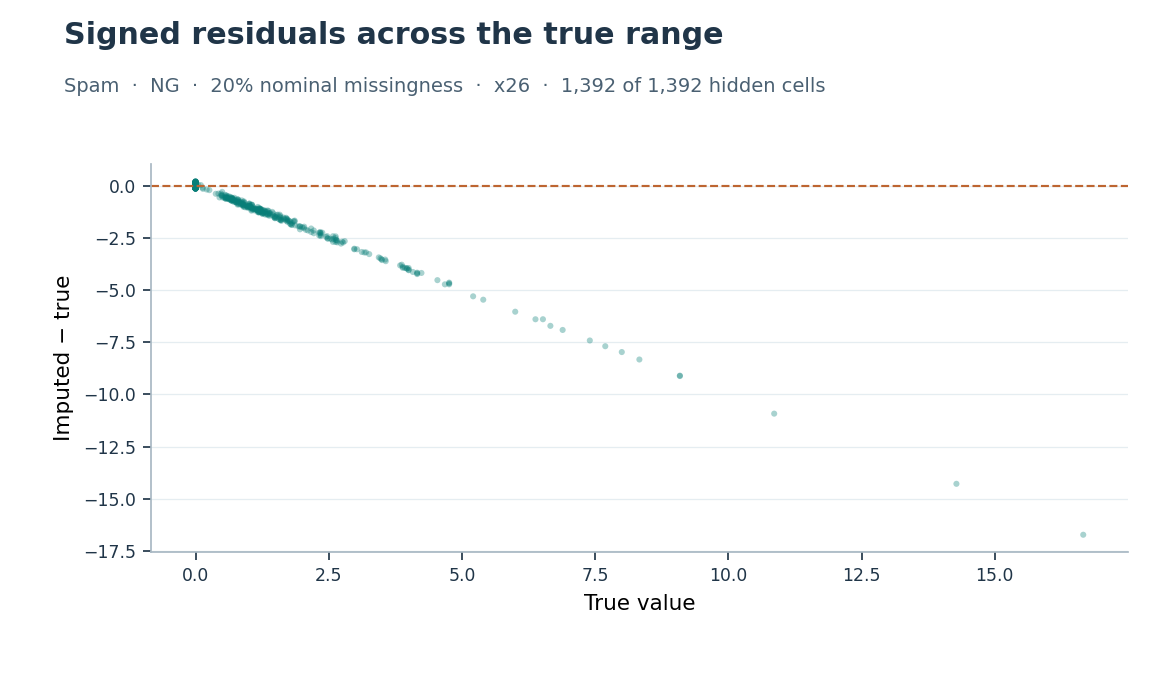 Signed residuals across the true range
Spam · NG · 20% nominal missingness · x26 · 1,392 of 1,392 hidden cells
Imputed − true
0.0
−2.5
−5.0
−7.5
−10.0
−12.5
−15.0
−17.5
0.0 2.5 5.0 7.5 10.0 12.5 15.0
True value